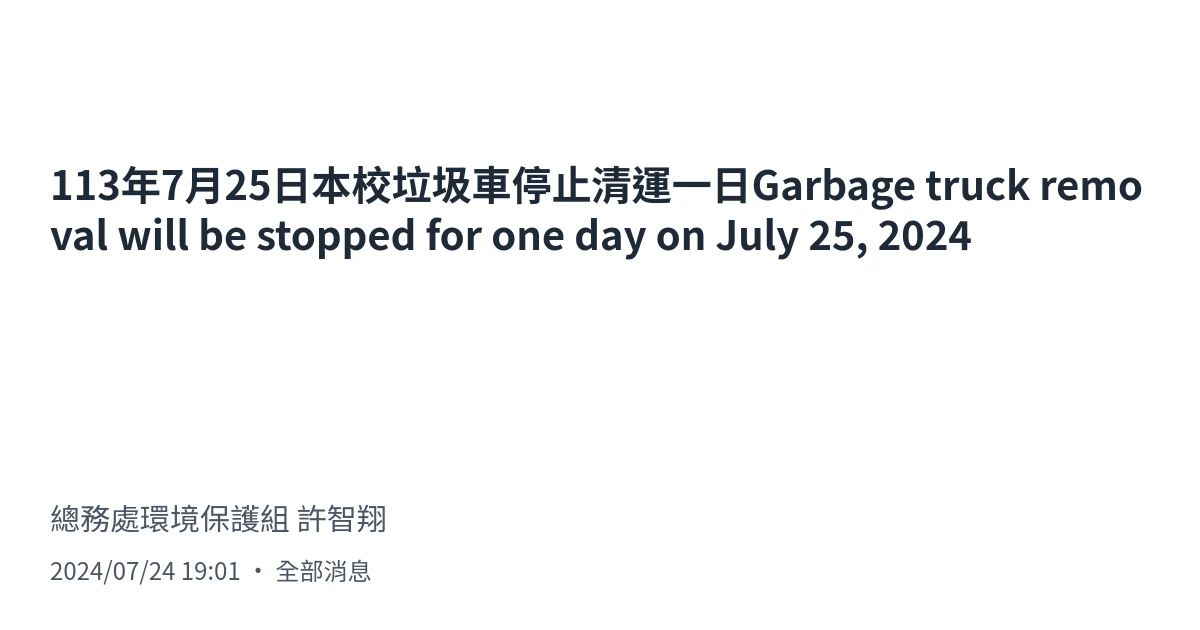 113年7月25日本校垃圾車停止清運一日Garbage truck remo
val will be stopped for one day on July 25, 2024
總務處環境保護組 許智翔
2024/07/24 19:01 • 全部消息